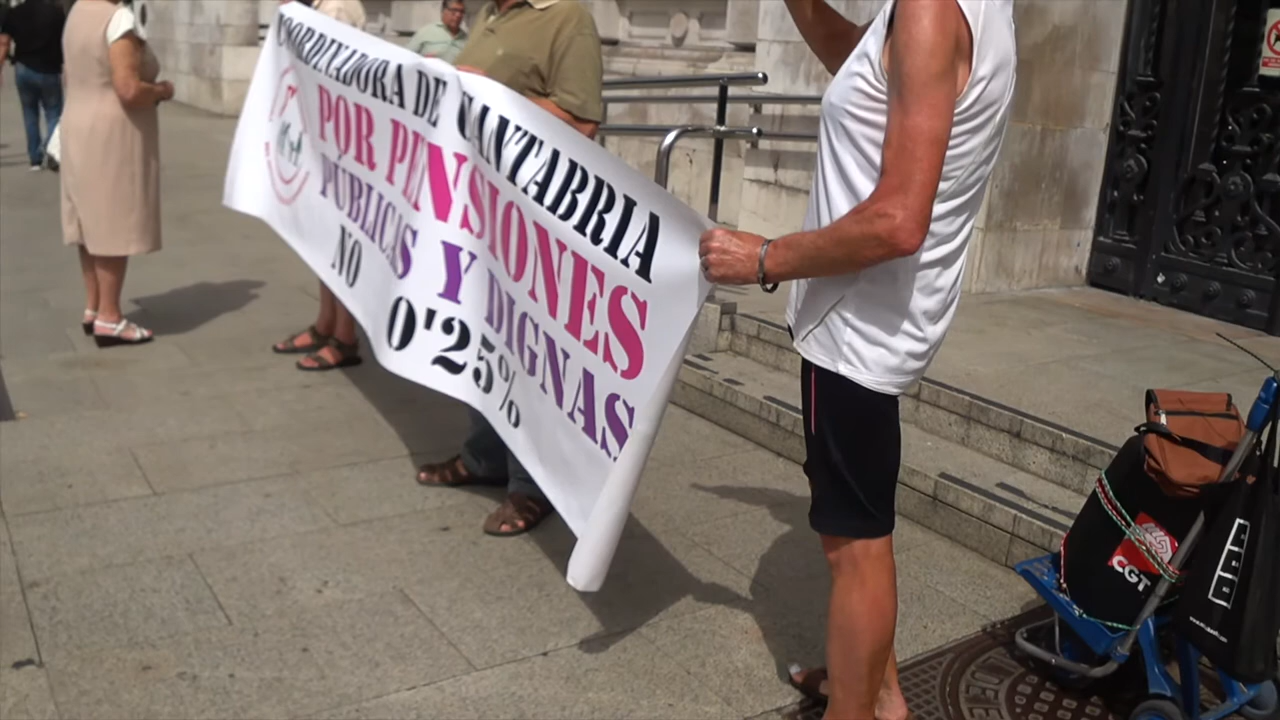 COORDINADORA DE CANTABRIA
POR PENSIONES
PÚBLICAS Y DIGNAS
NO 0'25%
CGT